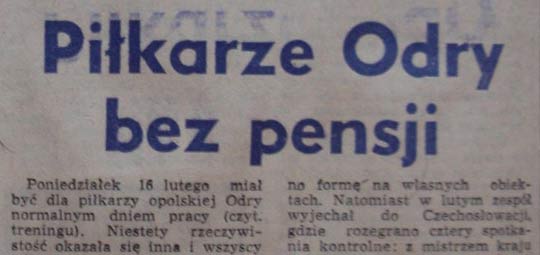 Piłkarze Odry
bez pensji
Poniedziałek 16 lutego miał
być dla piłkarzy opolskiej Odry
normalnym dniem pracy (czyt.
treningu). Niestety rzeczywi-
stość okazała się inna i wszyscy
no formę na własnych obiek-
tach. Natomiast w lutym zespół
wyjechał do Czechosłowacji,
gdzie rozegrano cztery spotka-
nia kontrolne: z mistrzem kraju